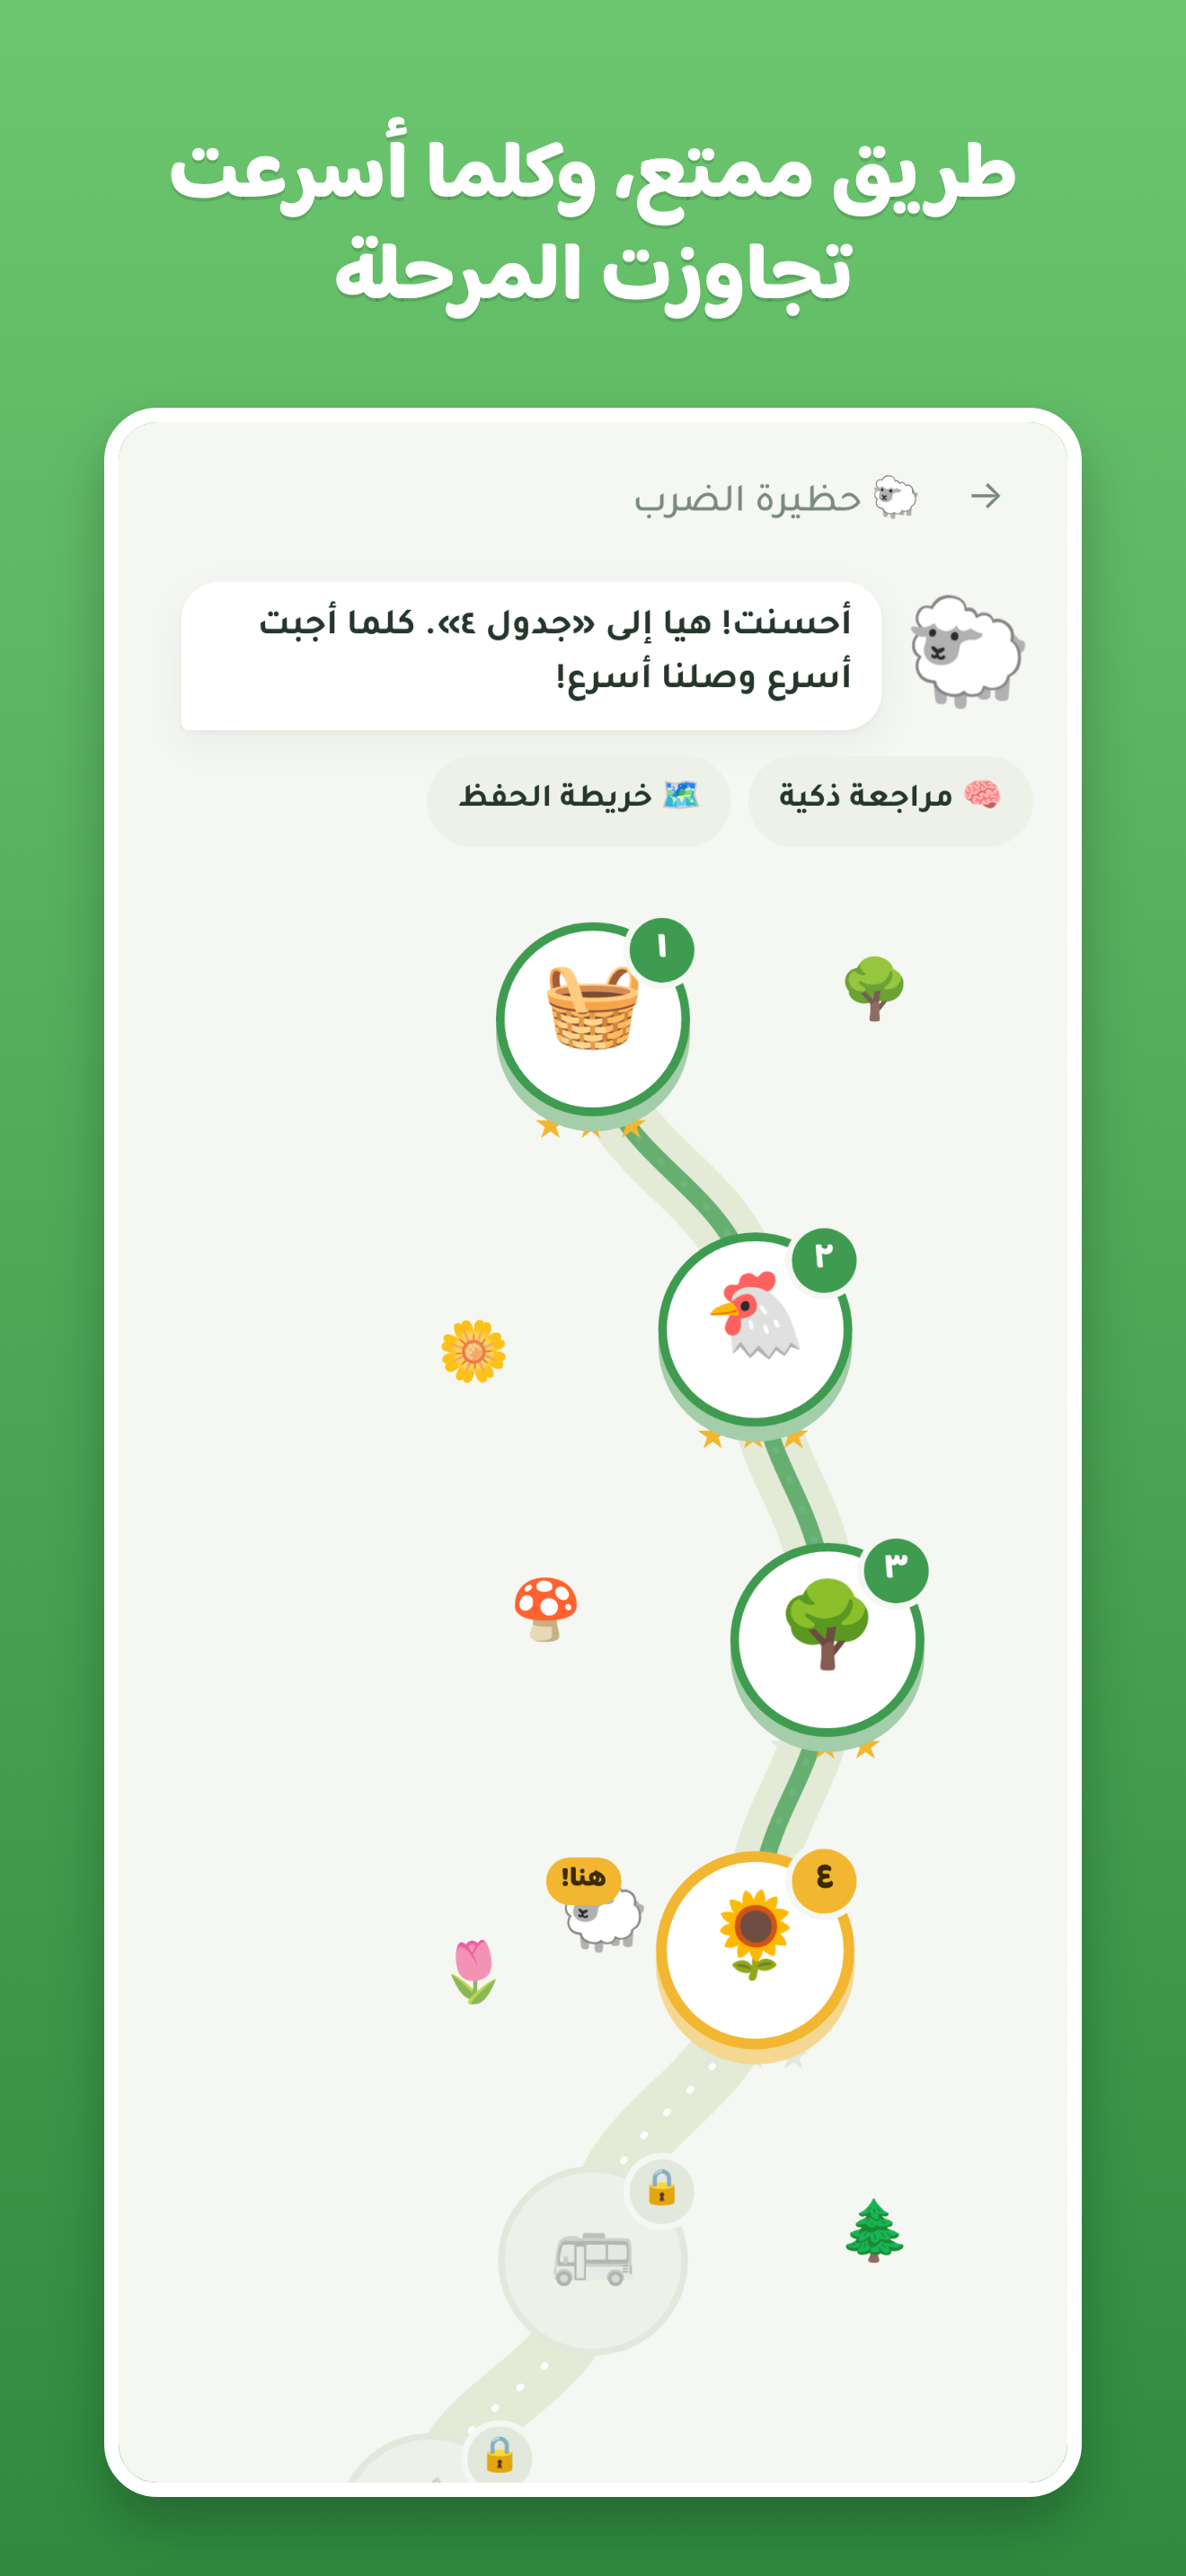 طريق ممتع، وكلما أسرعت
تجاوزت المرحلة
حظيرة الضرب
أحسنت! هيا إلى «جدول ٤». كلما أجبت
أسرع وصلنا أسرع!
مراجعة ذكية
خريطة الحفظ
١
٢
٣
٤
هنا!